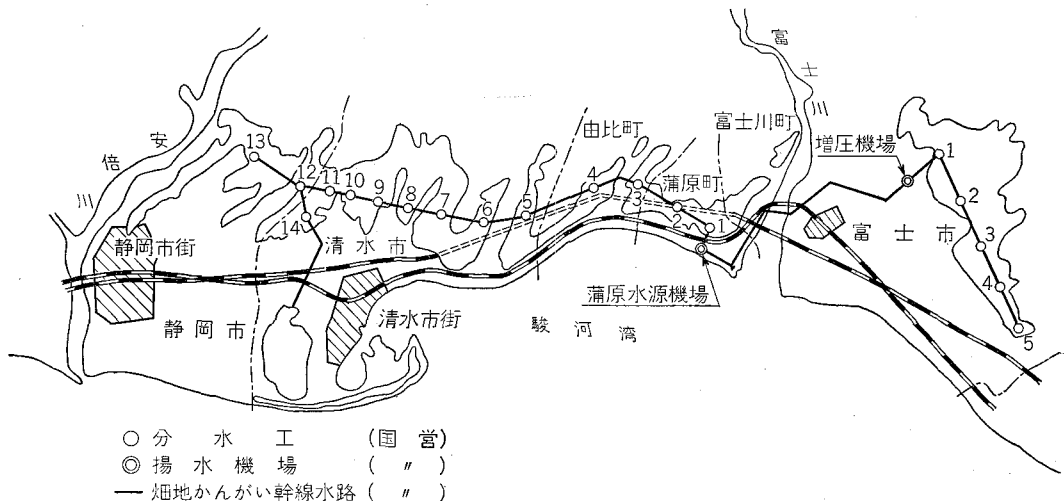 富士川
安倍川
由比町
富士川町
増圧機場
蒲原町
13
12
11
10
9
8
7
6
5
4
3
2
1
14
1
2
3
4
5
静岡市街
清水市
富士市
蒲原水源機場
静岡市
清水市街
駿河湾
○ 分水工 (国営)
◎ 揚水機場 ( 〃 )
━ 畑地かんがい幹線水路 ( 〃 )